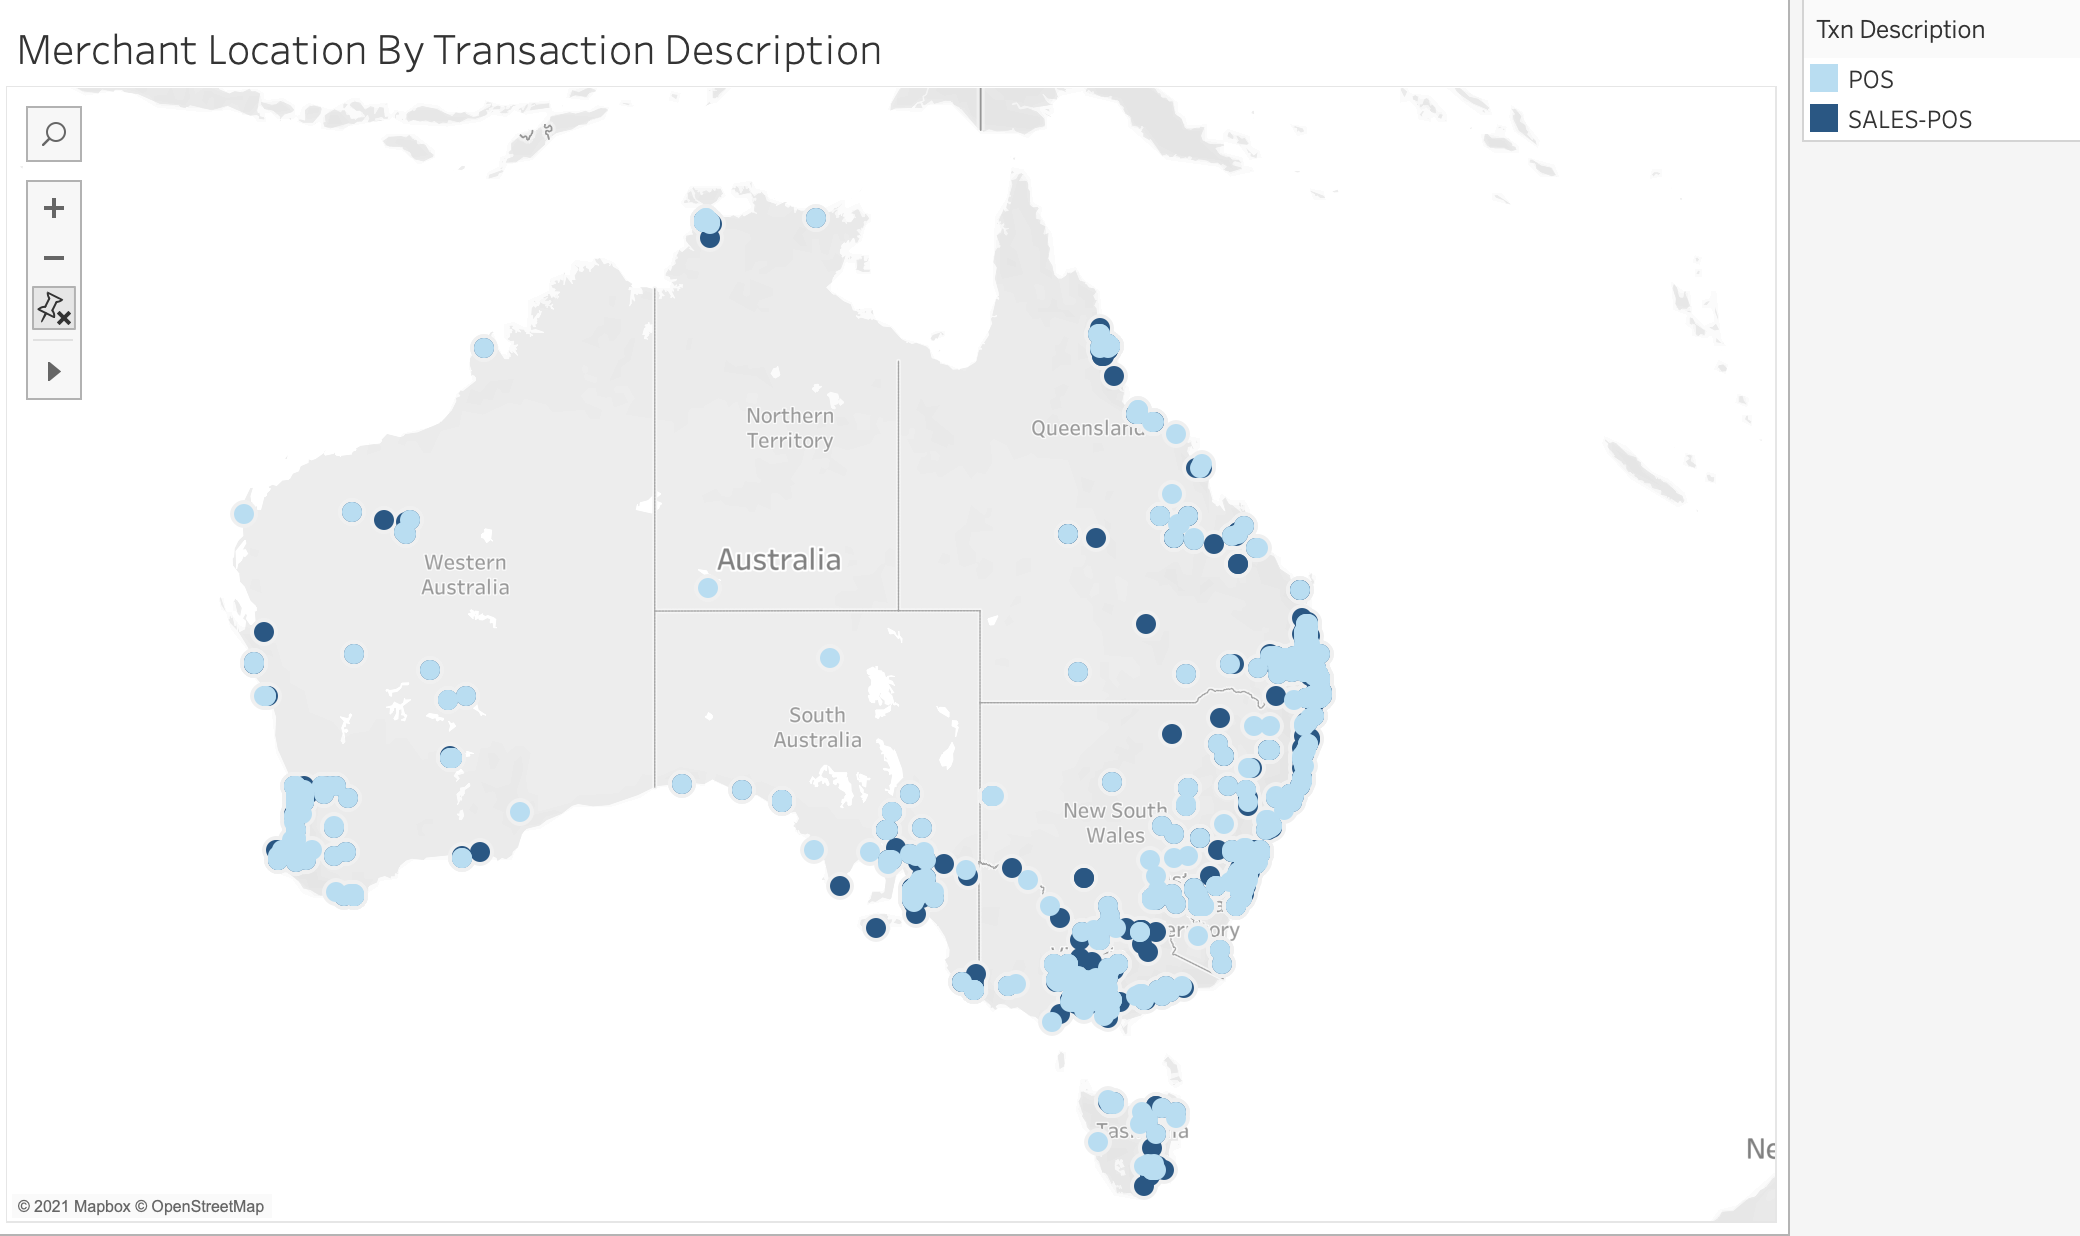 Merchant Location By Transaction Description
Txn Description
POS
SALES-POS
Northern
Territory
Queensland
Western
Australia
Australia
South
Australia
New South
Wales
Ne
© 2021 Mapbox © OpenStreetMap